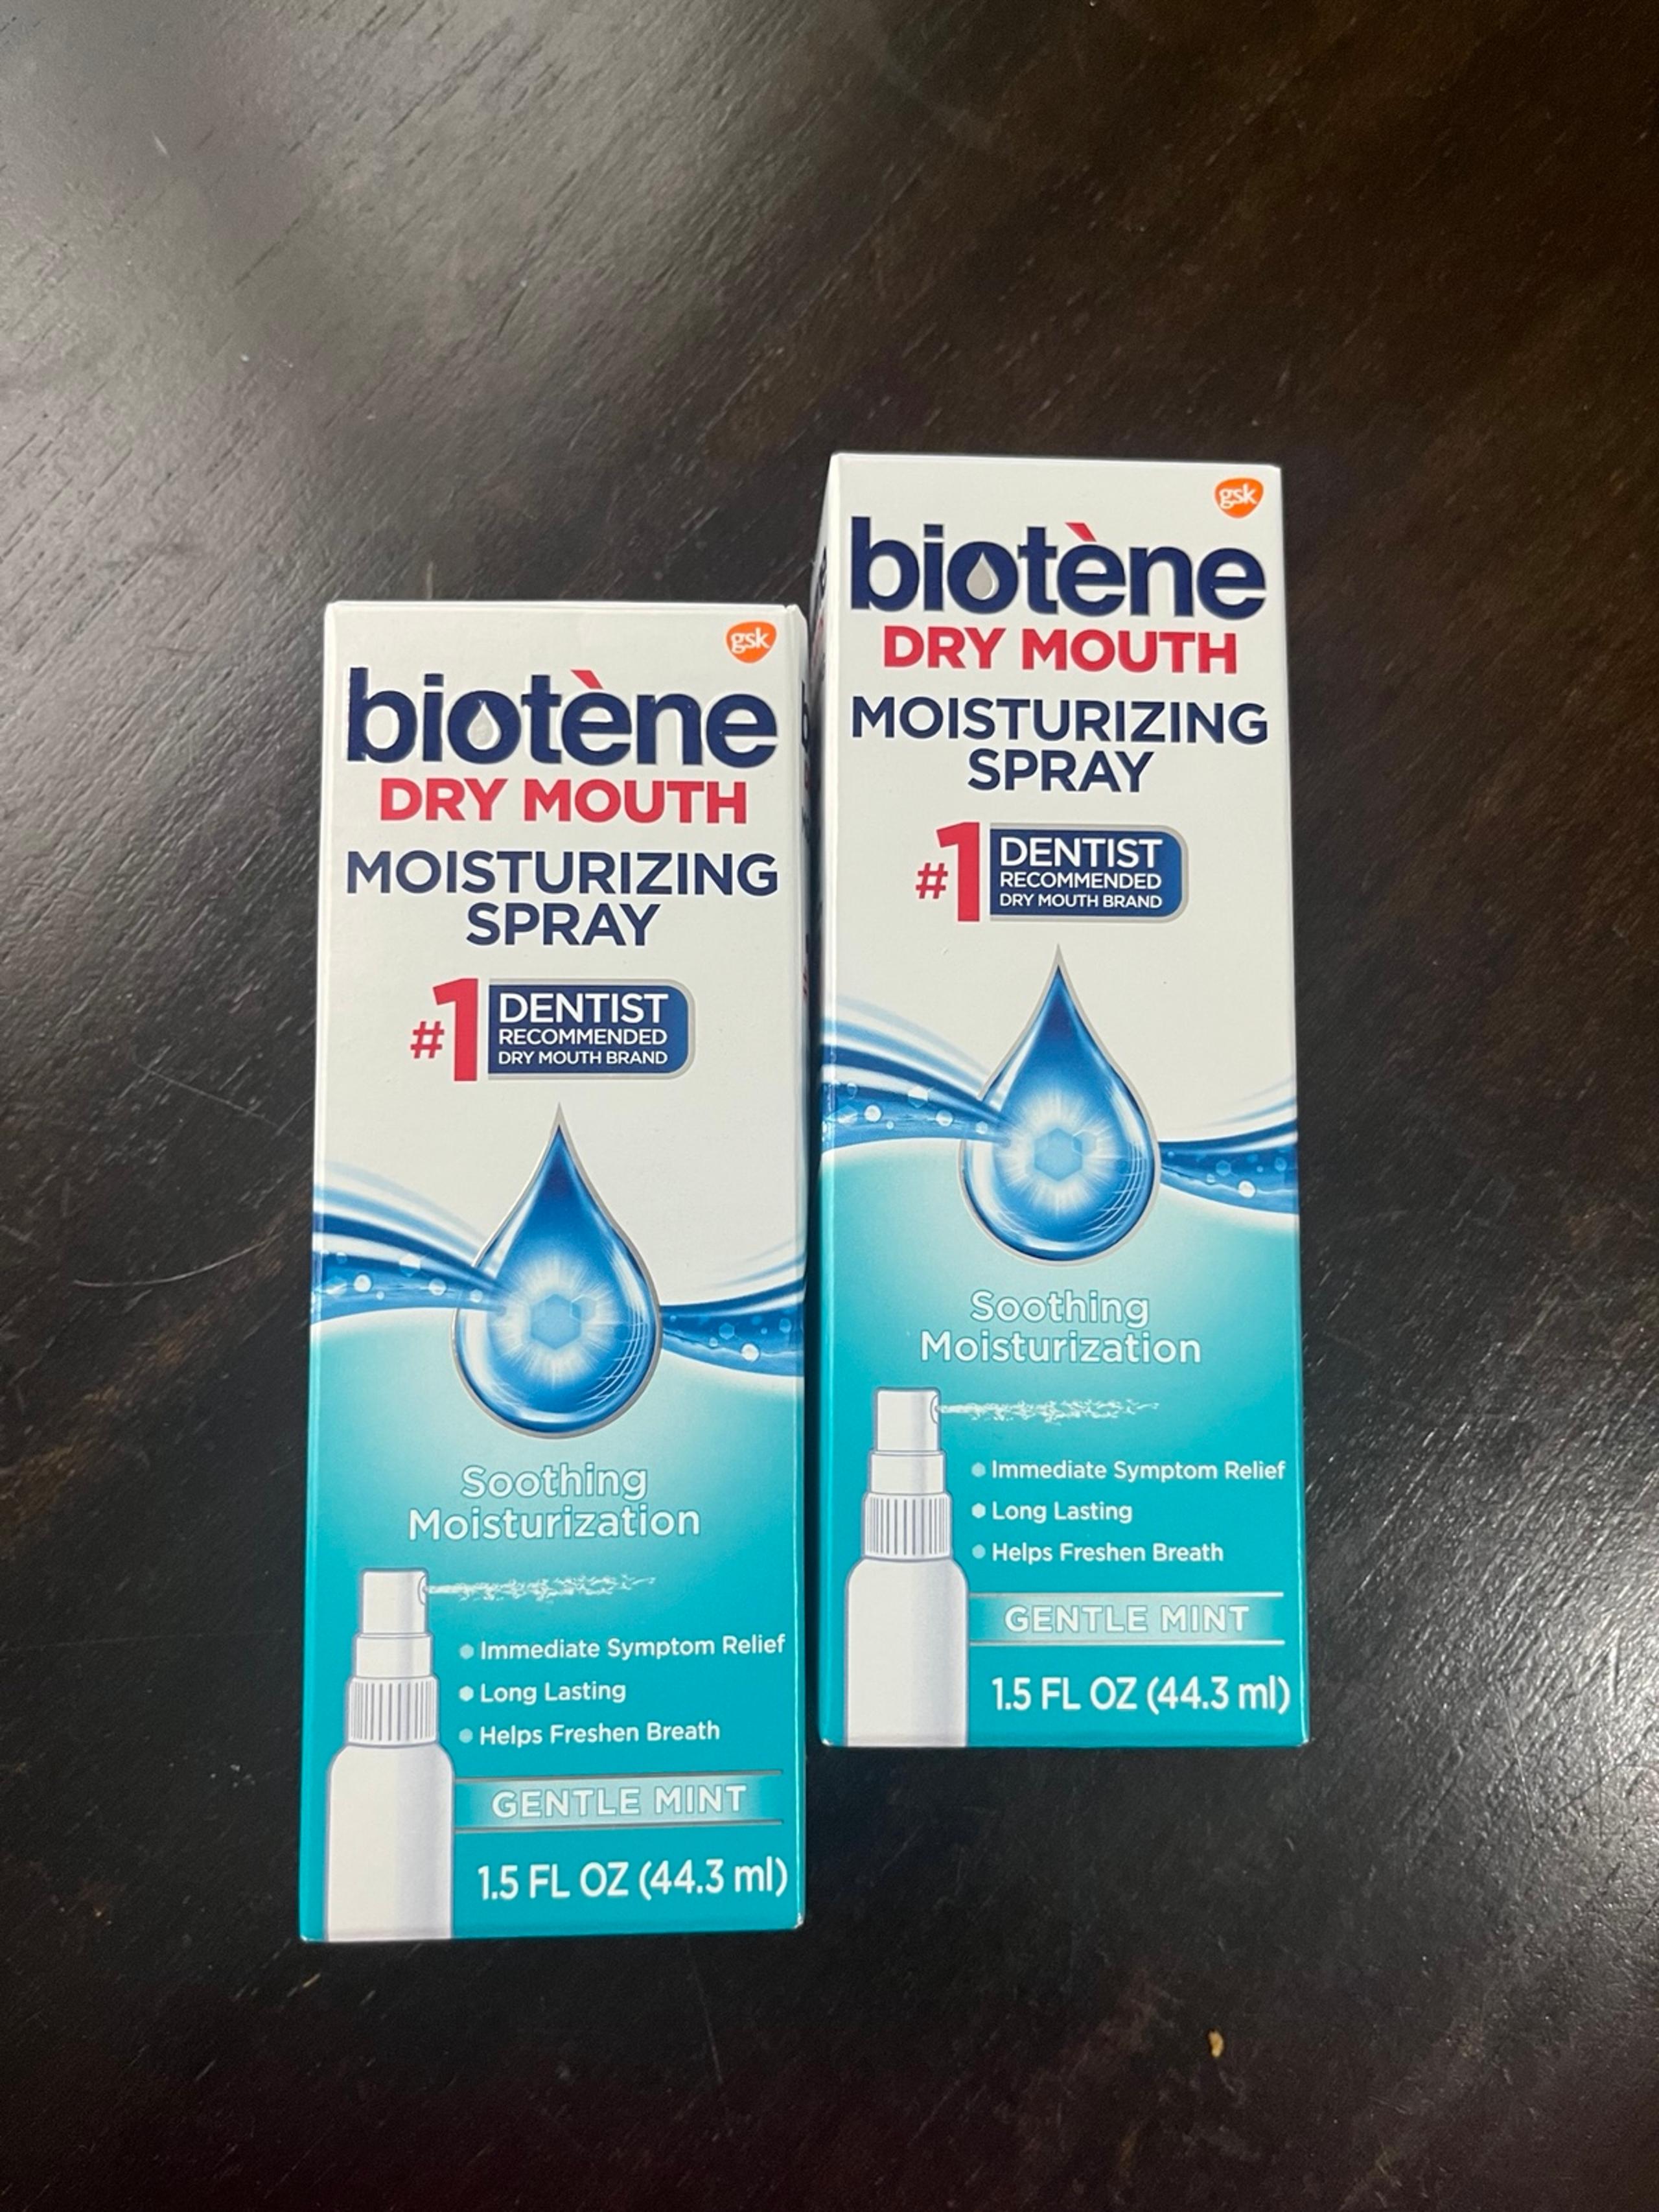 gsk
biotène
DRY MOUTH
MOISTURIZING
SPRAY
#1 DENTIST
RECOMMENDED
DRY MOUTH BRAND
Soothing
Moisturization
Immediate Symptom Relief
Long Lasting
Helps Freshen Breath
GENTLE MINT
1.5 FL OZ (44.3 ml)
gsk
biotène
DRY MOUTH
MOISTURIZING
SPRAY
#1 DENTIST
RECOMMENDED
DRY MOUTH BRAND
Soothing
Moisturization
Immediate Symptom Relief
Long Lasting
Helps Freshen Breath
GENTLE MINT
1.5 FL OZ (44.3 ml)